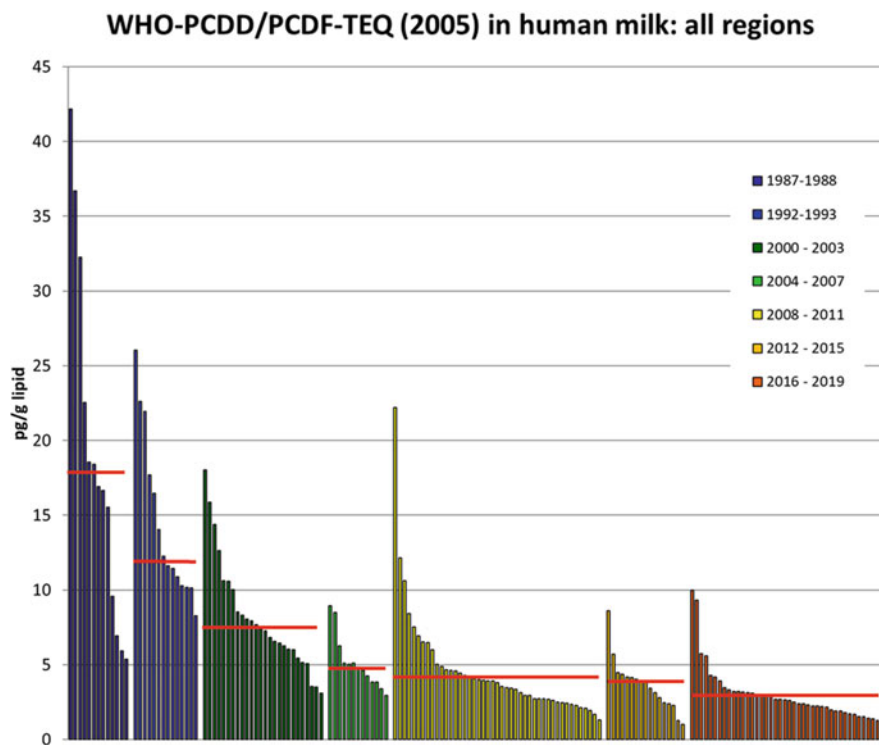 WHO-PCDD/PCDF-TEQ (2005) in human milk: all regions
45
40
35
30
25
20
15
10
5
0
pg/g lipid
1987-1988
1992-1993
2000 - 2003
2004 - 2007
2008 - 2011
2012 - 2015
2016 - 2019